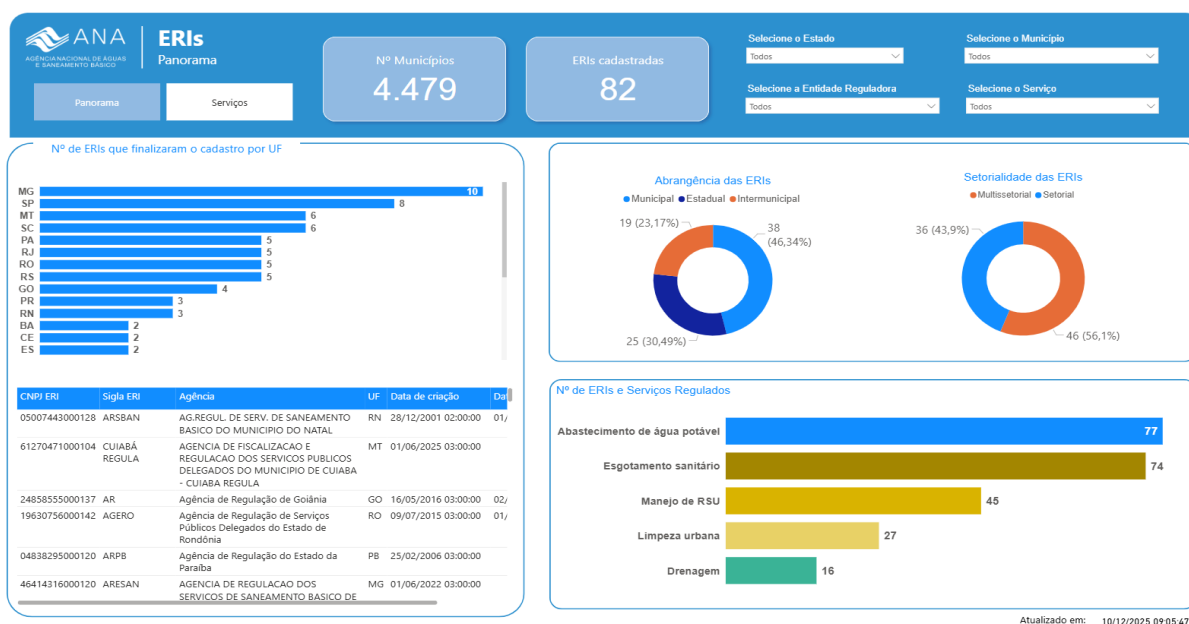 ANA
AGÊNCIA NACIONAL DE ÁGUAS
E SANEAMENTO BÁSICO
ERIs
Panorama
Panorama
Serviços
Nº Municípios
4.479
ERIs cadastradas
82
Selecione o Estado
Todos
Selecione o Município
Todos
Selecione a Entidade Reguladora
Todos
Selecione o Serviço
Todos
Nº de ERIs que finalizaram o cadastro por UF
MG 10
SP 8
MT 6
SC 6
PA 5
RJ 5
RO 5
RS 5
GO 4
PR 3
RN 3
BA 2
CE 2
ES 2
CNPJ ERI Sigla ERI Agência UF Data de criação Dat
05007443000128 ARSBAN AG.REGUL. DE SERV. DE SANEAMENTO RN 28/12/2001 02:00:00 01/
BASICO DO MUNICIPIO DO NATAL
61270471000104 CUIABÁ AGENCIA DE FISCALIZACAO E MT 01/06/2025 03:00:00
REGULA REGULACAO DOS SERVICOS PUBLICOS
DELEGADOS DO MUNICIPIO DE CUIABA
- CUIABA REGULA
24858555000137 AR Agência de Regulação de Goiânia GO 16/05/2016 03:00:00 02/
19630756000142 AGERO Agência de Regulação de Serviços RO 09/07/2015 03:00:00 01/
Públicos Delegados do Estado de
Rondônia
04838295000120 ARPB Agência de Regulação do Estado da PB 25/02/2006 03:00:00
Paraíba
46414316000120 ARESAN AGENCIA DE REGULACAO DOS MG 01/06/2022 03:00:00
SERVICOS DE SANEAMENTO BASICO DE
Abrangência das ERIs
Municipal Estadual Intermunicipal
19 (23,17%)
38
(46,34%)
25 (30,49%)
Setorialidade das ERIs
Multissetorial Setorial
36 (43,9%)
46 (56,1%)
Nº de ERIs e Serviços Regulados
Abastecimento de água potável 77
Esgotamento sanitário 74
Manejo de RSU 45
Limpeza urbana 27
Drenagem 16
Atualizado em: 10/12/2025 09:05:47